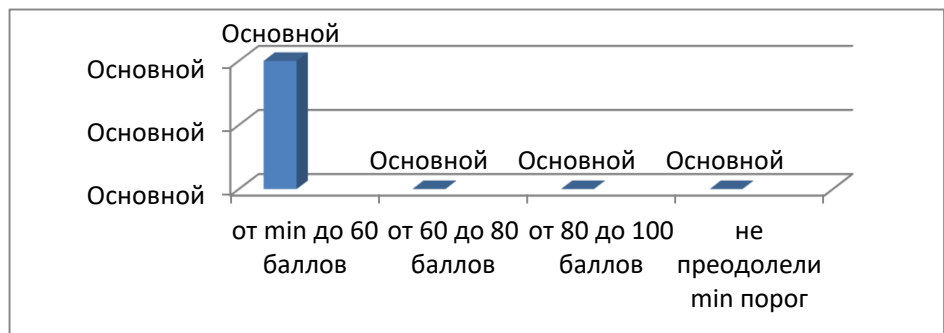 Основной
Основной
Основной
Основной
Основной
Основной
Основной
от min до 60
баллов
от 60 до 80
баллов
от 80 до 100
баллов
не
преодолели
min порог